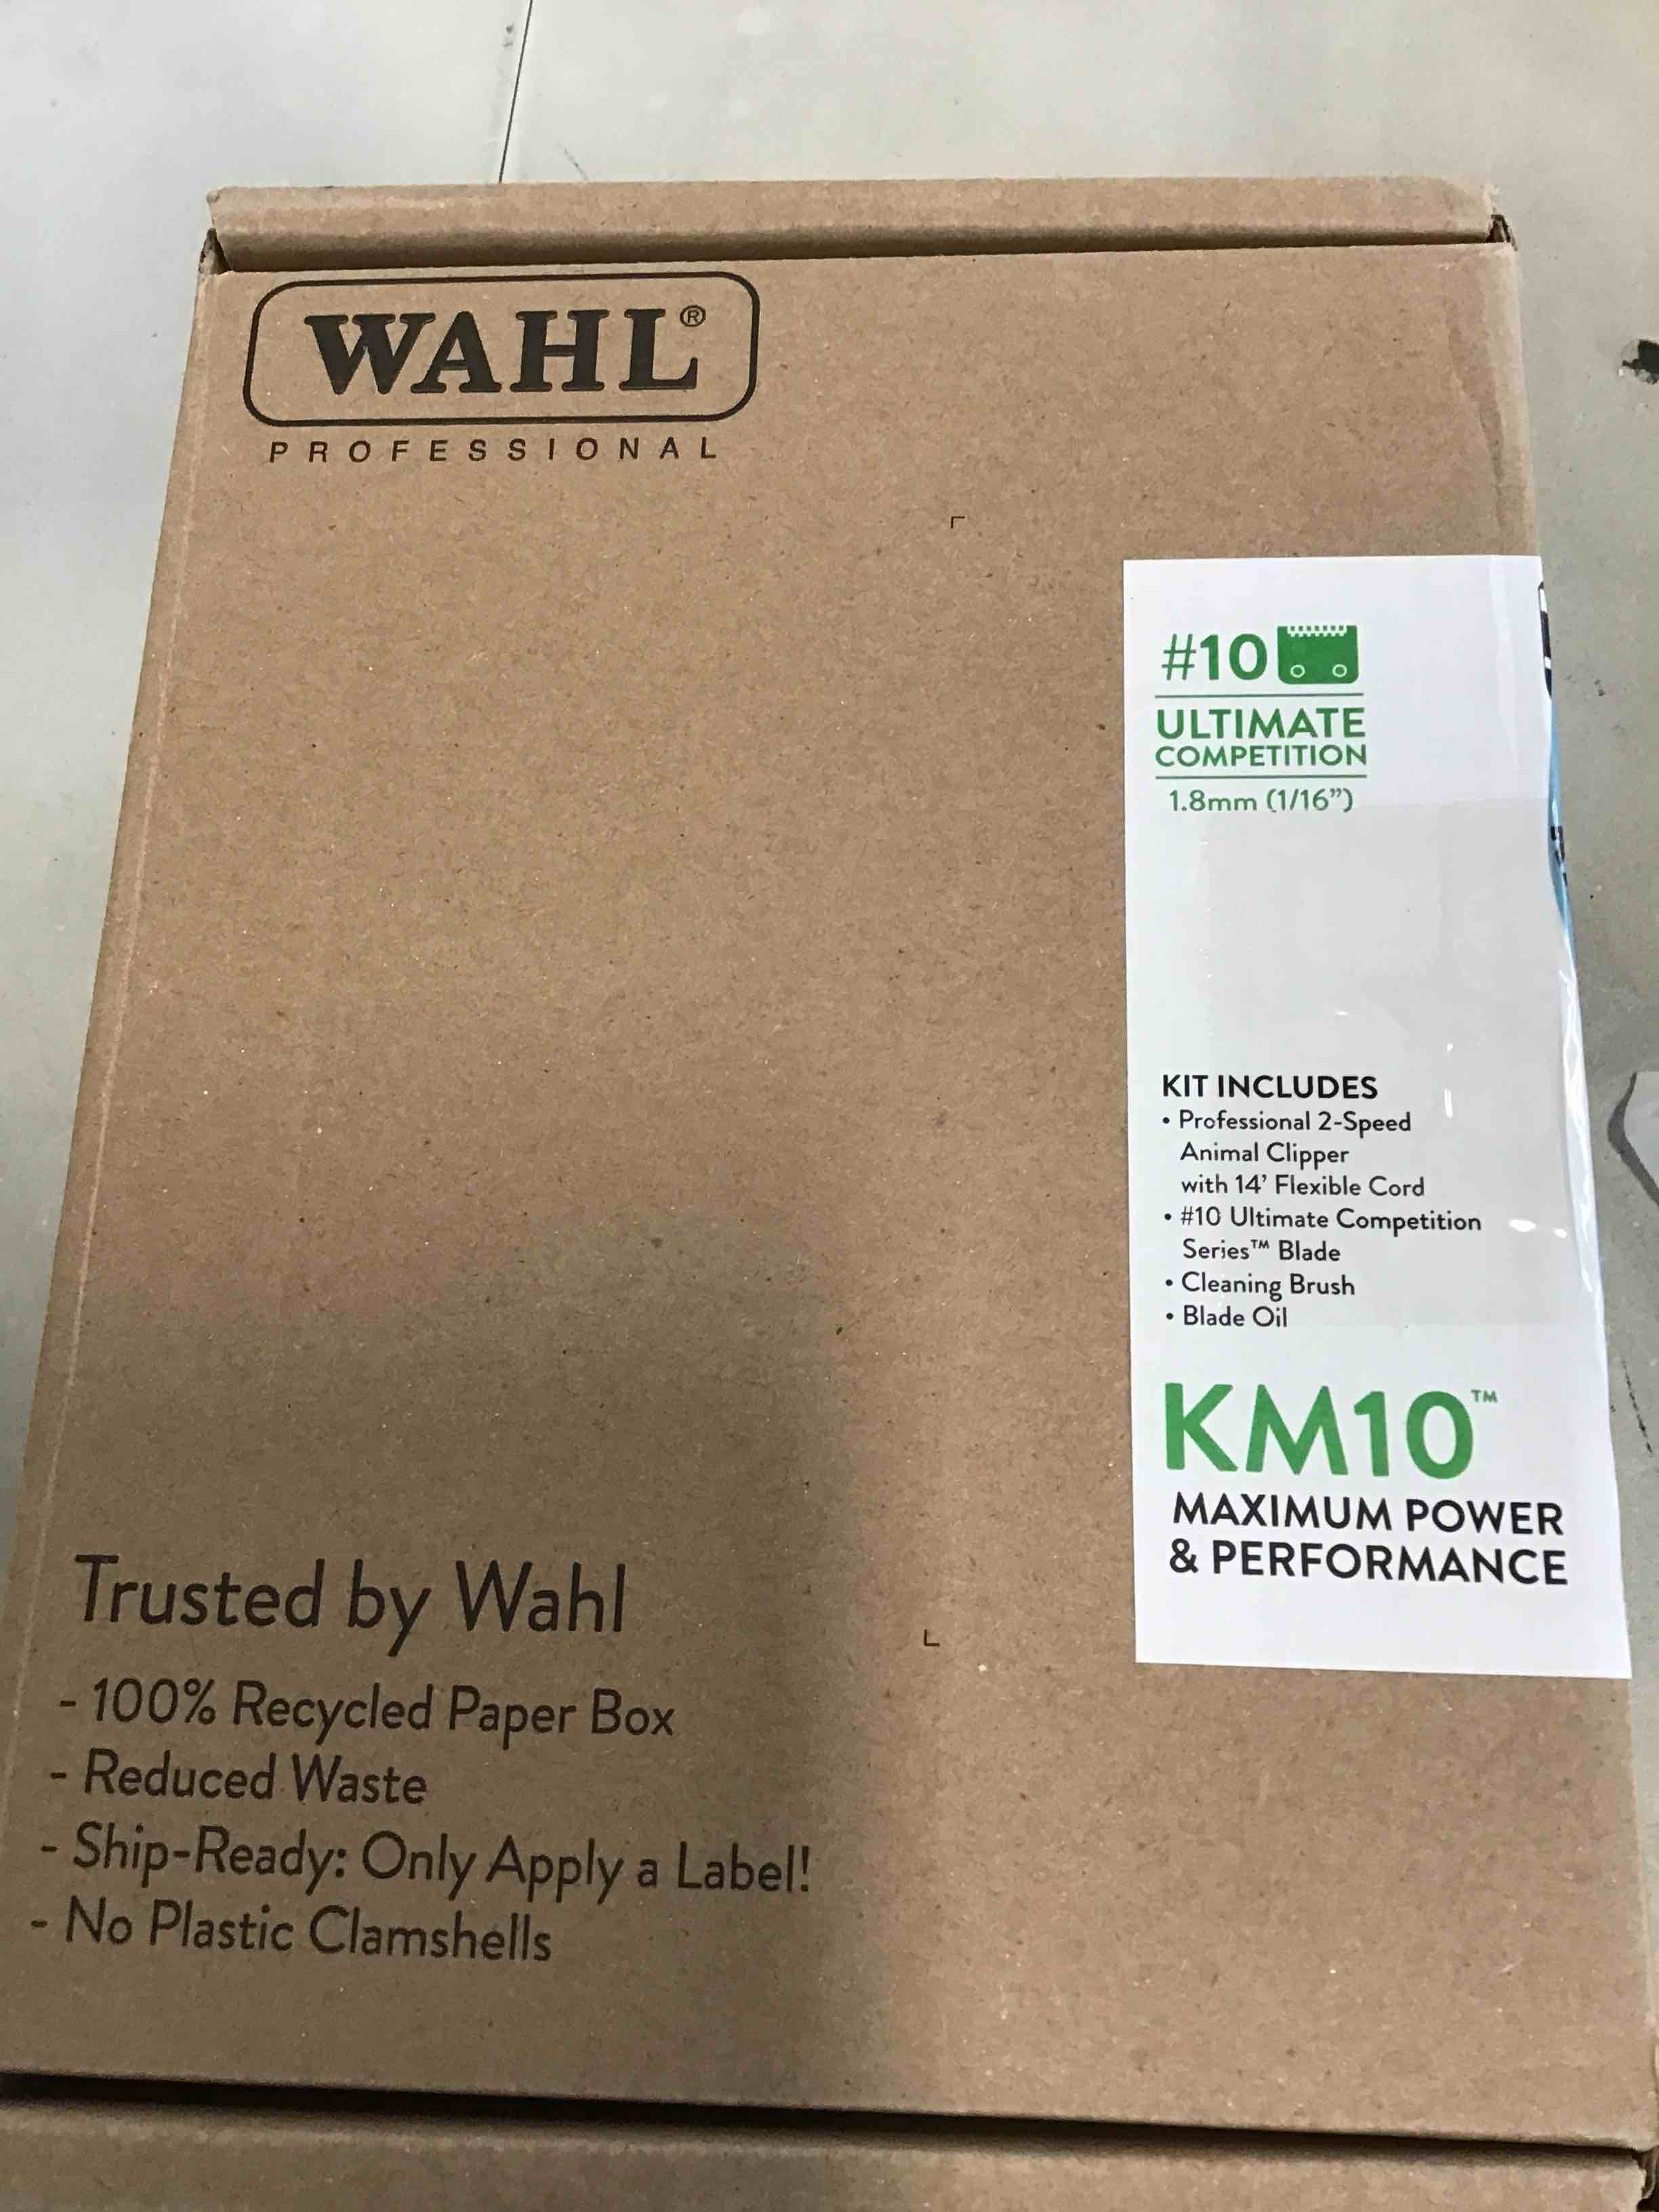 WAHL®
PROFESSIONAL
#10
ULTIMATE
COMPETITION
1.8mm (1/16”)
KIT INCLUDES
• Professional 2-Speed
Animal Clipper
with 14’ Flexible Cord
• #10 Ultimate Competition
Series™ Blade
• Cleaning Brush
• Blade Oil
KM10™
MAXIMUM POWER
& PERFORMANCE
Trusted by Wahl
- 100% Recycled Paper Box
- Reduced Waste
- Ship-Ready: Only Apply a Label!
- No Plastic Clamshells